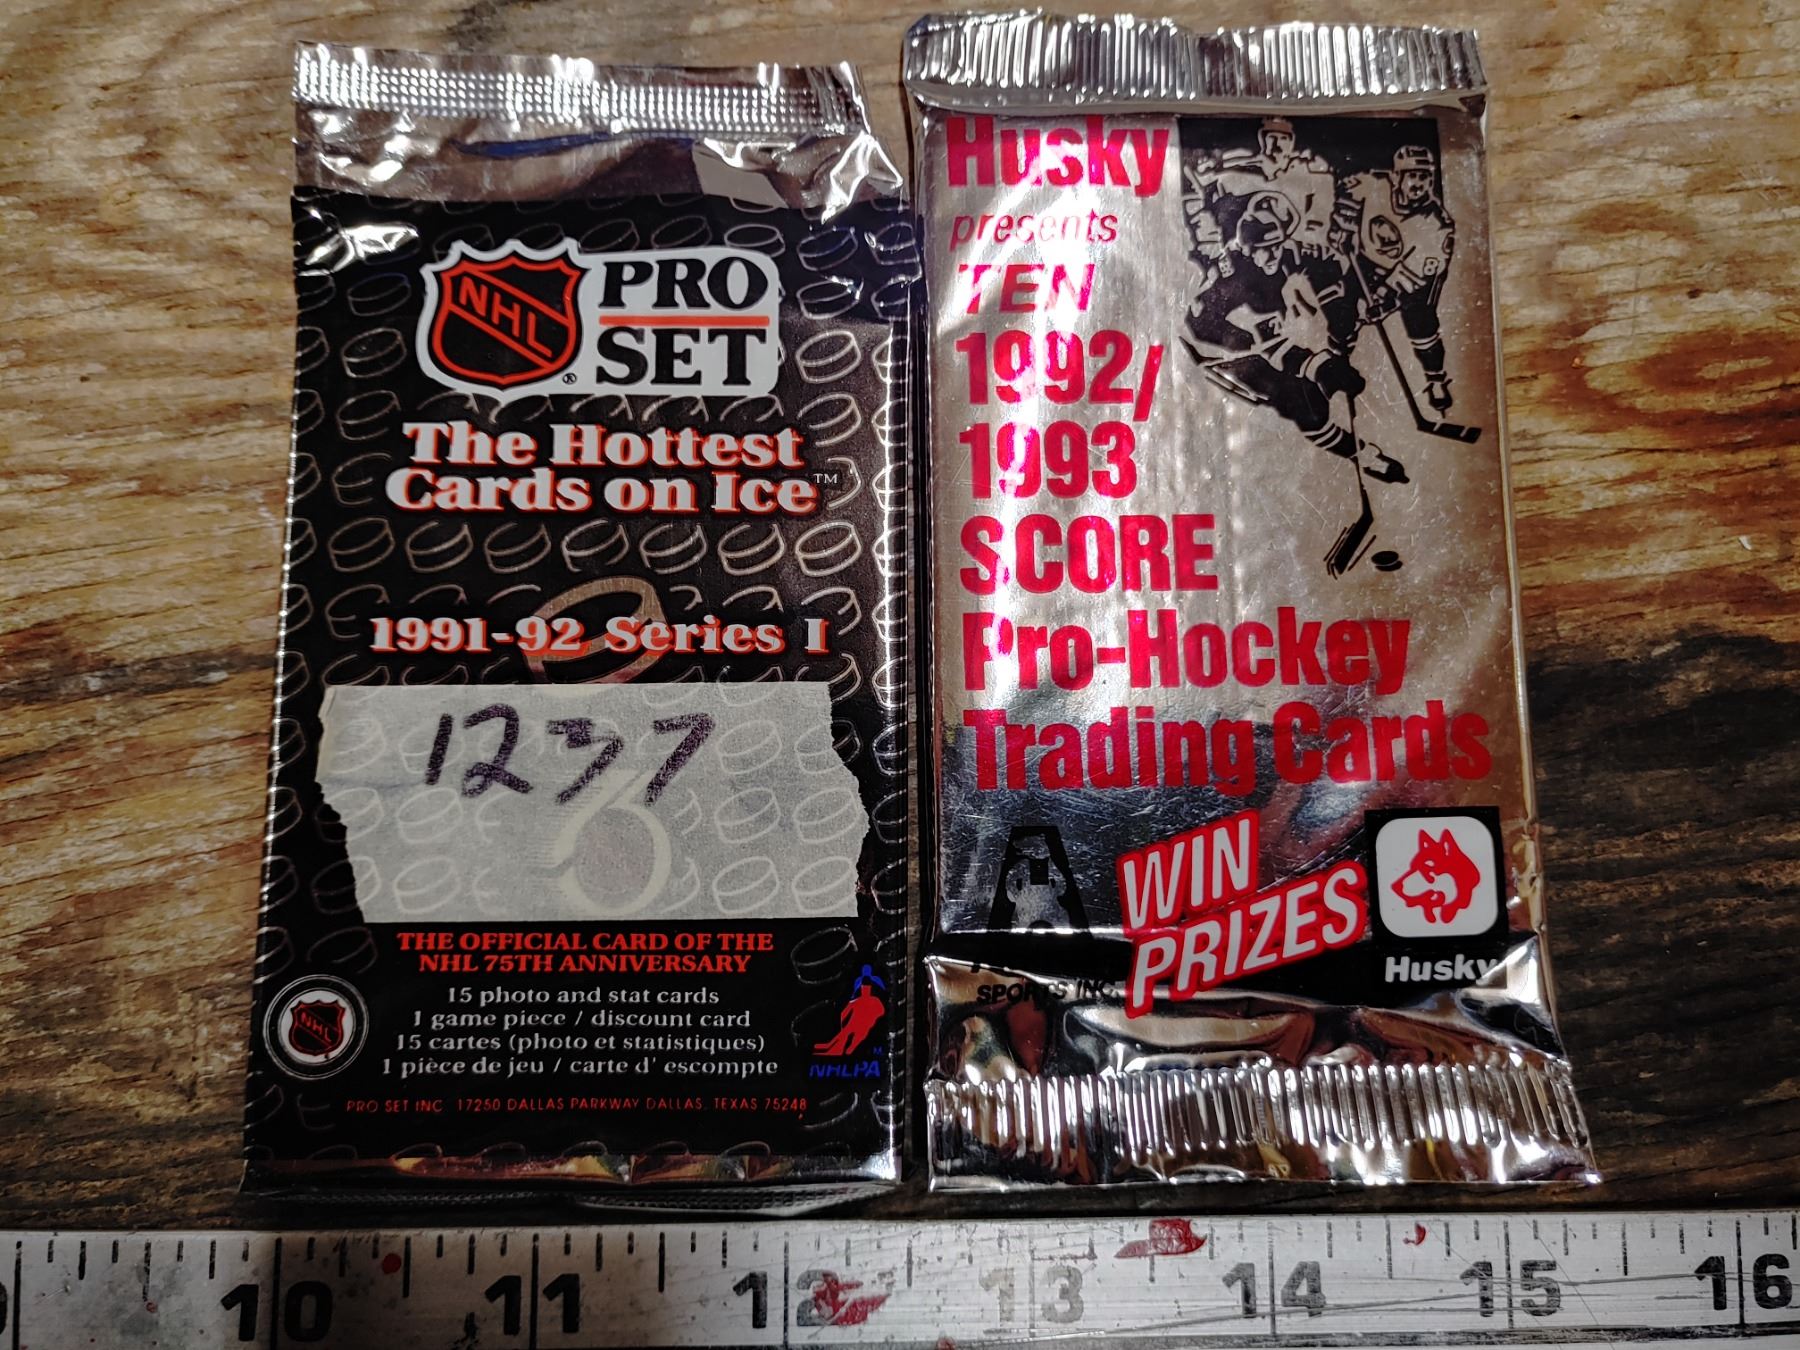 NHL
PRO
SET
®
The Hottest
Cards on Ice™
1991-92 Series I
1237
THE OFFICIAL CARD OF THE
NHL 75TH ANNIVERSARY
15 photo and stat cards
1 game piece / discount card
15 cartes (photo et statistiques)
1 pièce de jeu / carte d' escompte
NHL
NHLPA
PRO SET INC 17250 DALLAS PARKWAY DALLAS, TEXAS 75248
Husky
presents
TEN
1992/
1993
SCORE
Pro-Hockey
Trading Cards
8
WIN
PRIZES
Husky
SPORTS INC.
10 11 12 13 14 15 16